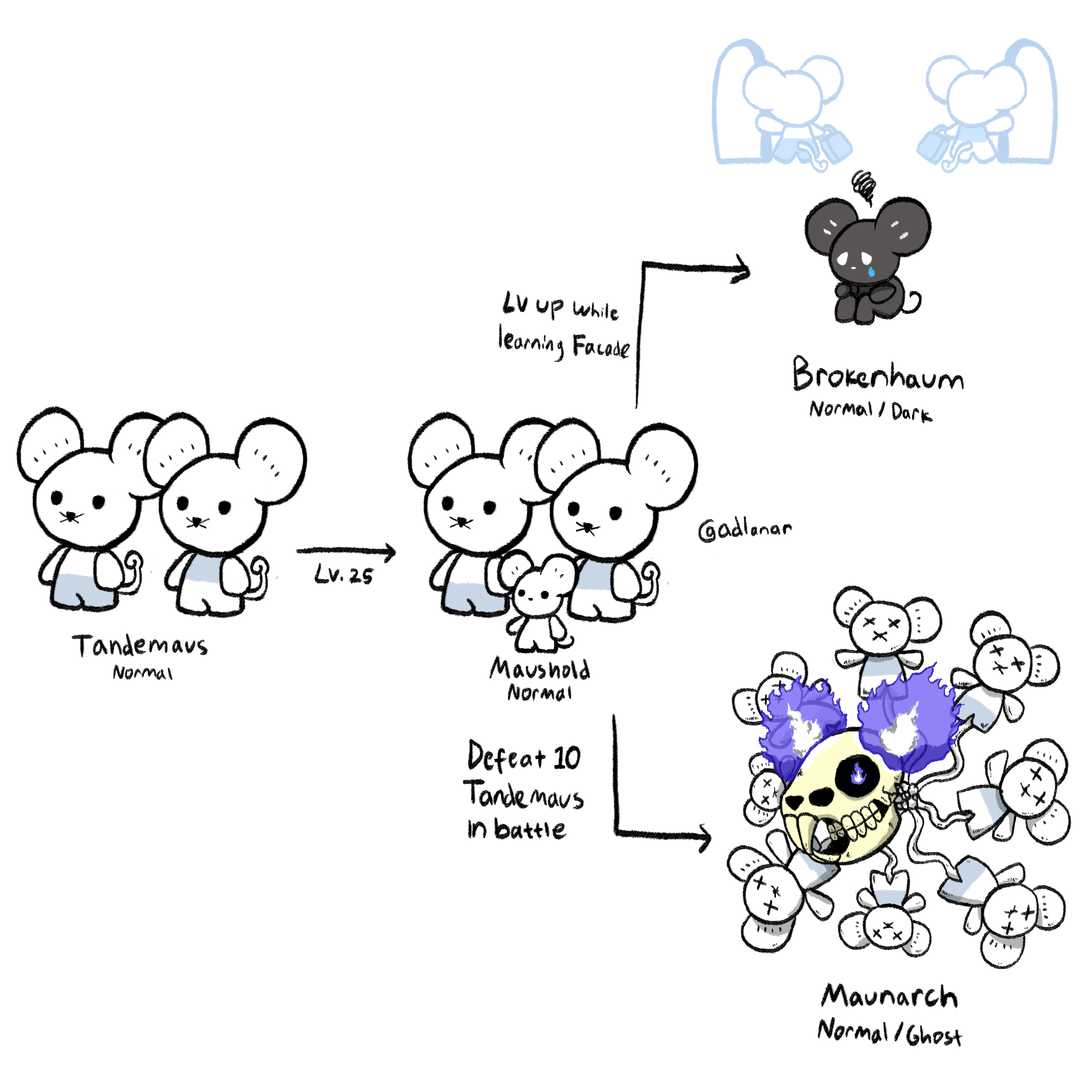 Lv up while
learning Facade
Brokenhaum
Normal / Dark
@adlanar
Lv. 25
Tandemaus
Normal
Maushold
Normal
Defeat 10
Tandemaus
in battle
Maunarch
Normal / Ghost